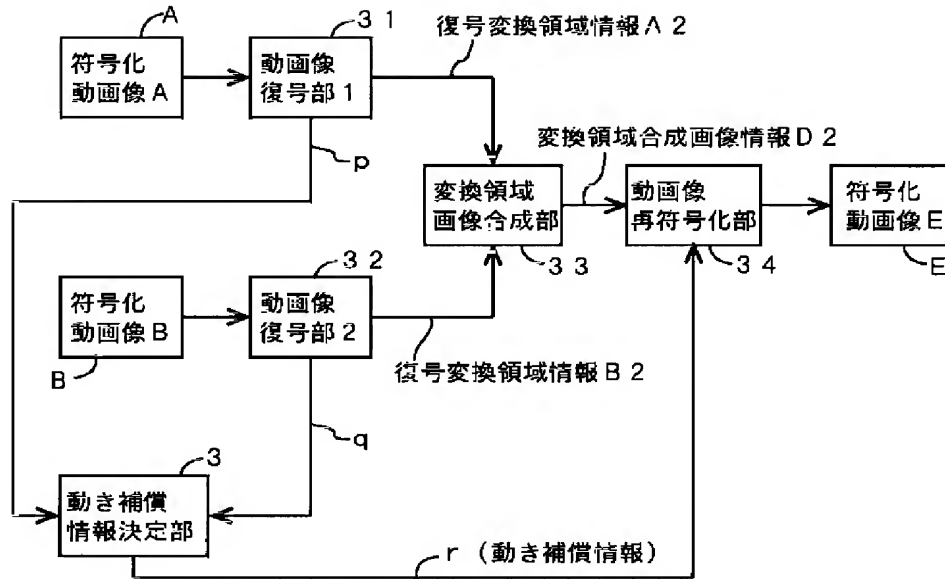 A
31
復号変換領域情報A2
符号化
動画像A
動画像
復号部1
p
変換領域合成画像情報D2
変換領域
画像合成部
動画像
再符号化部
符号化
動画像E
33
34
E
32
符号化
動画像B
動画像
復号部2
B
復号変換領域情報B2
q
3
動き補償
情報決定部
r(動き補償情報)